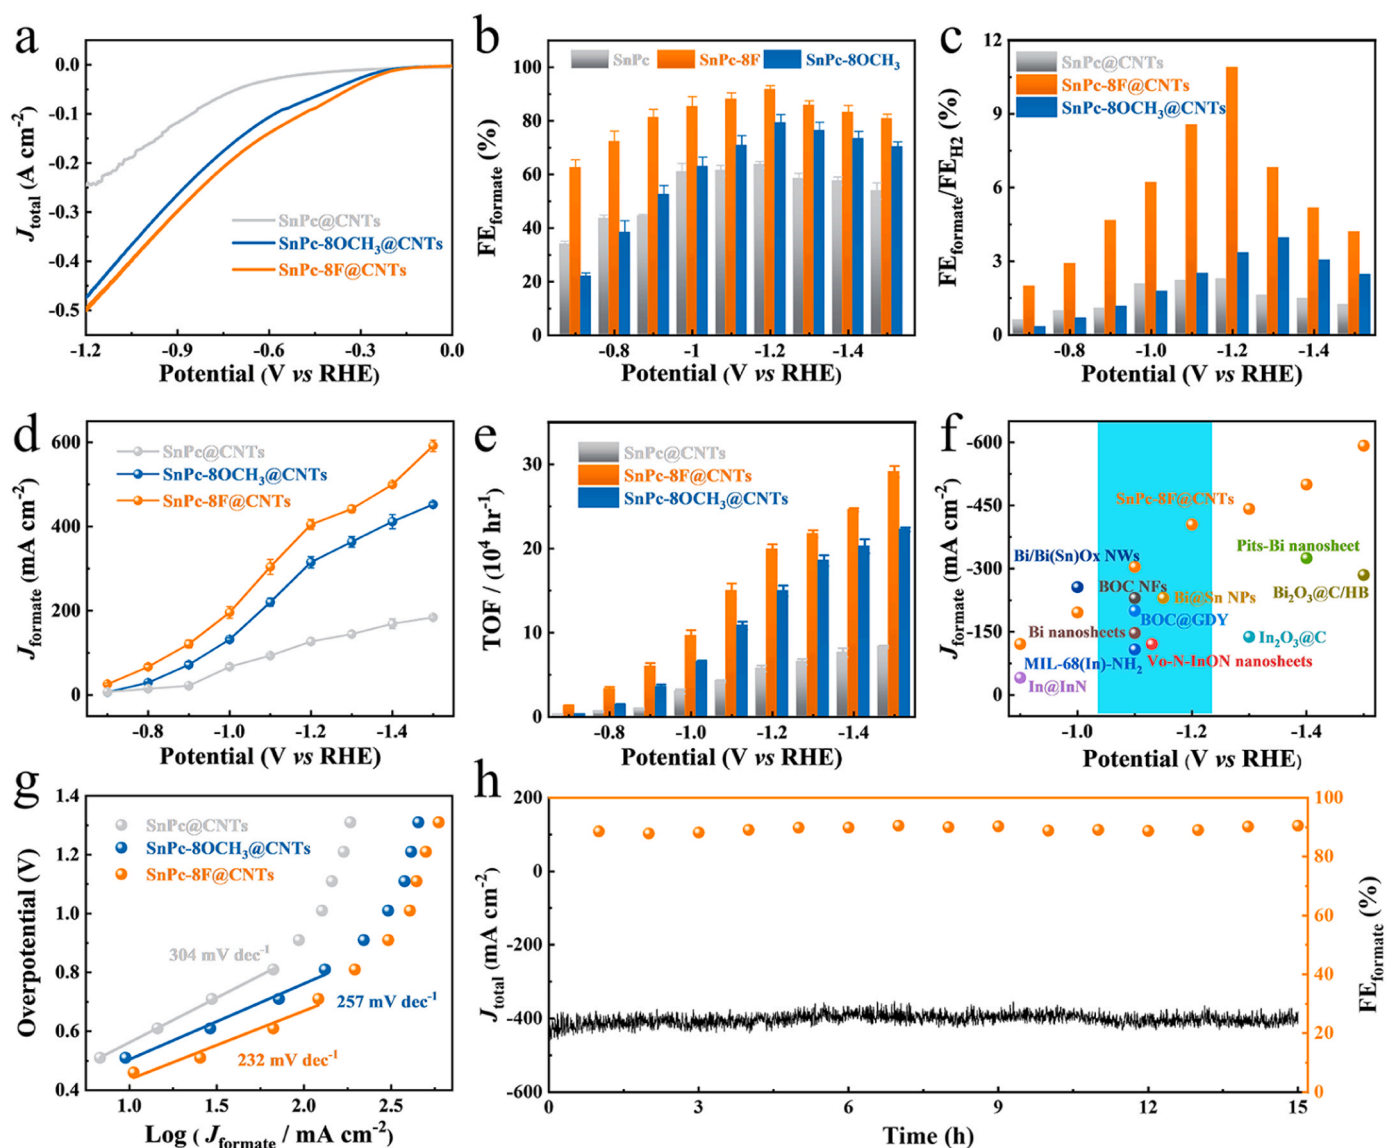 a
0.0
-0.1
-0.2
-0.3
-0.4
-0.5
J_total (A cm⁻²)
SnPc@CNTs
SnPc-8OCH₃@CNTs
SnPc-8F@CNTs
-1.2 -0.9 -0.6 -0.3 0.0
Potential (V vs RHE)
b
100
80
60
40
20
0
FE_formate (%)
SnPc SnPc-8F SnPc-8OCH₃
-0.8 -1 -1.2 -1.4
Potential (V vs RHE)
c
12
9
6
3
0
FE_formate/FE_H2 (%)
SnPc@CNTs
SnPc-8F@CNTs
SnPc-8OCH₃@CNTs
-0.8 -1.0 -1.2 -1.4
Potential (V vs RHE)
d
600
400
200
0
J_formate (mA cm⁻²)
SnPc@CNTs
SnPc-8OCH₃@CNTs
SnPc-8F@CNTs
-0.8 -1.0 -1.2 -1.4
Potential (V vs RHE)
e
30
20
10
0
TOF / (10⁴ hr⁻¹)
SnPc@CNTs
SnPc-8F@CNTs
SnPc-8OCH₃@CNTs
-0.8 -1.0 -1.2 -1.4
Potential (V vs RHE)
f
-600
-450
-300
-150
0
J_formate (mA cm⁻²)
SnPc-8F@CNTs
Pits-Bi nanosheet
Bi/Bi(Sn)Ox NWs
BOC NFs
Bi@Sn NPs
Bi₂O₃@C/HB
BOC@GDY
Bi nanosheets
In₂O₃@C
MIL-68(In)-NH₂
Vo-N-InON nanosheets
In@InN
-1.0 -1.2 -1.4
Potential (V vs RHE)
g
1.4
1.2
1.0
0.8
0.6
0.4
Overpotential (V)
SnPc@CNTs
SnPc-8OCH₃@CNTs
SnPc-8F@CNTs
304 mV dec⁻¹
257 mV dec⁻¹
232 mV dec⁻¹
1.0 1.5 2.0 2.5
Log ( J_formate / mA cm⁻²)
h
200
100
0
-200
-400
-600
J_total (mA cm⁻²)
100
80
60
40
20
0
FE_formate (%)
0 3 6 9 12 15
Time (h)